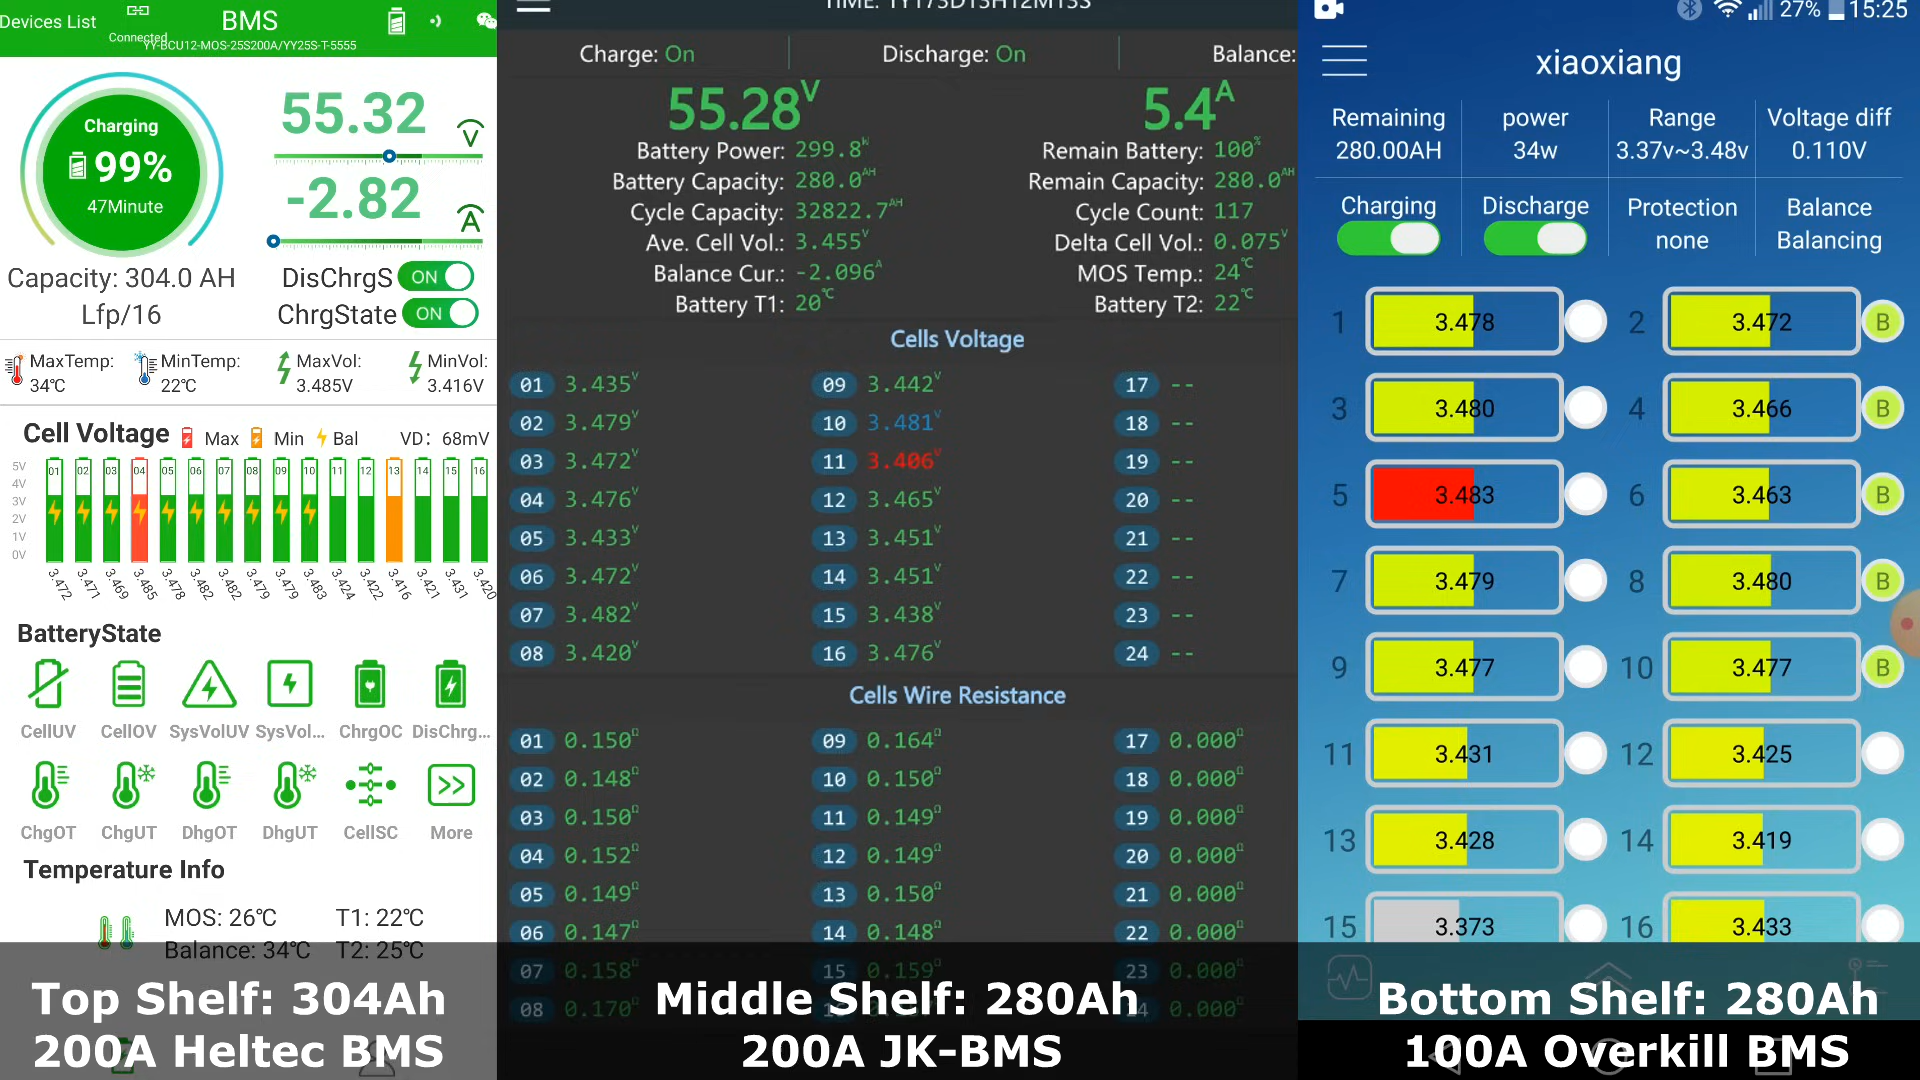 Devices List
Connected
BMS
YY-BCU12-MOS-25S200A/YY25S-T-5555
Charging
99%
47Minute
55.32 V
-2.82 A
Capacity: 304.0 AH
Lfp/16
DisChrgS ON
ChrgState ON
MaxTemp: 34℃
MinTemp: 22℃
MaxVol: 3.485V
MinVol: 3.416V
Cell Voltage Max Min Bal VD: 68mV
5V
4V
3V
2V
1V
0V
01 02 03 04 05 06 07 08 09 10 11 12 13 14 15 16
3.472 3.471 3.469 3.485 3.478 3.482 3.482 3.479 3.479 3.483 3.424 3.422 3.416 3.421 3.431 3.420
BatteryState
CellUV CellOV SysVolUV SysVol... ChrgOC DisChrg...
ChgOT ChgUT DhgOT DhgUT CellSC More
Temperature Info
MOS: 26℃ T1: 22℃
Balance: 34℃ T2: 25℃
Top Shelf: 304Ah
200A Heltec BMS
TIME: 1Y173D13H12M13S
Charge: On Discharge: On Balance:
55.28V 5.4A
Battery Power: 299.8W Remain Battery: 100%
Battery Capacity: 280.0AH Remain Capacity: 280.0AH
Cycle Capacity: 32822.7AH Cycle Count: 117
Ave. Cell Vol.: 3.455V Delta Cell Vol.: 0.075V
Balance Cur.: -2.096A MOS Temp.: 24℃
Battery T1: 20℃ Battery T2: 22℃
Cells Voltage
01 3.435V 09 3.442V 17 --
02 3.479V 10 3.481V 18 --
03 3.472V 11 3.406V 19 --
04 3.476V 12 3.465V 20 --
05 3.433V 13 3.451V 21 --
06 3.472V 14 3.451V 22 --
07 3.482V 15 3.438V 23 --
08 3.420V 16 3.476V 24 --
Cells Wire Resistance
01 0.150Ω 09 0.164Ω 17 0.000Ω
02 0.148Ω 10 0.150Ω 18 0.000Ω
03 0.150Ω 11 0.149Ω 19 0.000Ω
04 0.152Ω 12 0.149Ω 20 0.000Ω
05 0.149Ω 13 0.150Ω 21 0.000Ω
06 0.147Ω 14 0.148Ω 22 0.000Ω
07 0.158Ω 15 0.159Ω 23 0.000Ω
08 0.170Ω 24 0.000Ω
Middle Shelf: 280Ah
200A JK-BMS
27% 15:25
xiaoxiang
Remaining power Range Voltage diff
280.00AH 34w 3.37v~3.48v 0.110V
Charging Discharge Protection Balance
none Balancing
1 3.478 2 3.472 B
3 3.480 4 3.466 B
5 3.483 6 3.463 B
7 3.479 8 3.480 B
9 3.477 10 3.477 B
11 3.431 12 3.425
13 3.428 14 3.419
15 3.373 16 3.433
Bottom Shelf: 280Ah
100A Overkill BMS